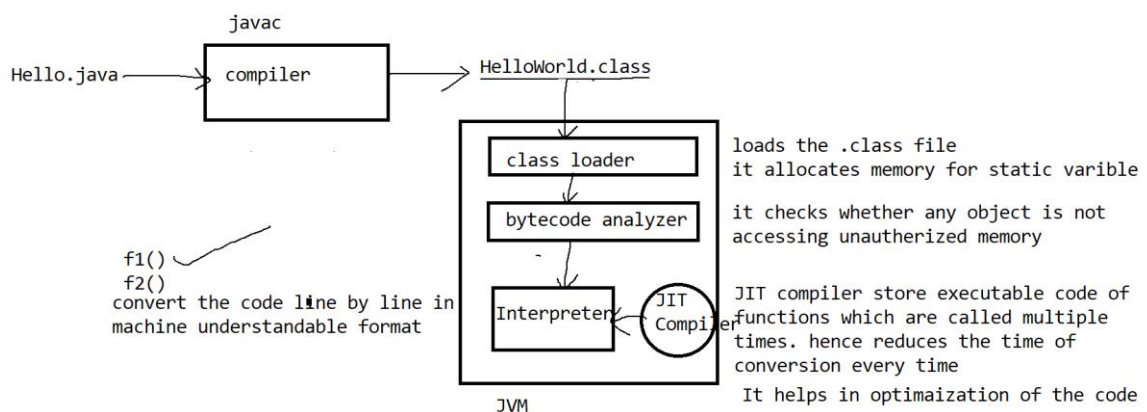 javac
Hello.java
compiler
HelloWorld.class
class loader
loads the .class file
it allocates memory for static varible
bytecode analyzer
it checks whether any object is not
accessing unautherized memory
f1()
f2()
convert the code line by line in
machine understandable format
Interpreter
JIT
Compiler
JIT compiler store executable code of
functions which are called multiple
times. hence reduces the time of
conversion every time
It helps in optimaization of the code
JVM